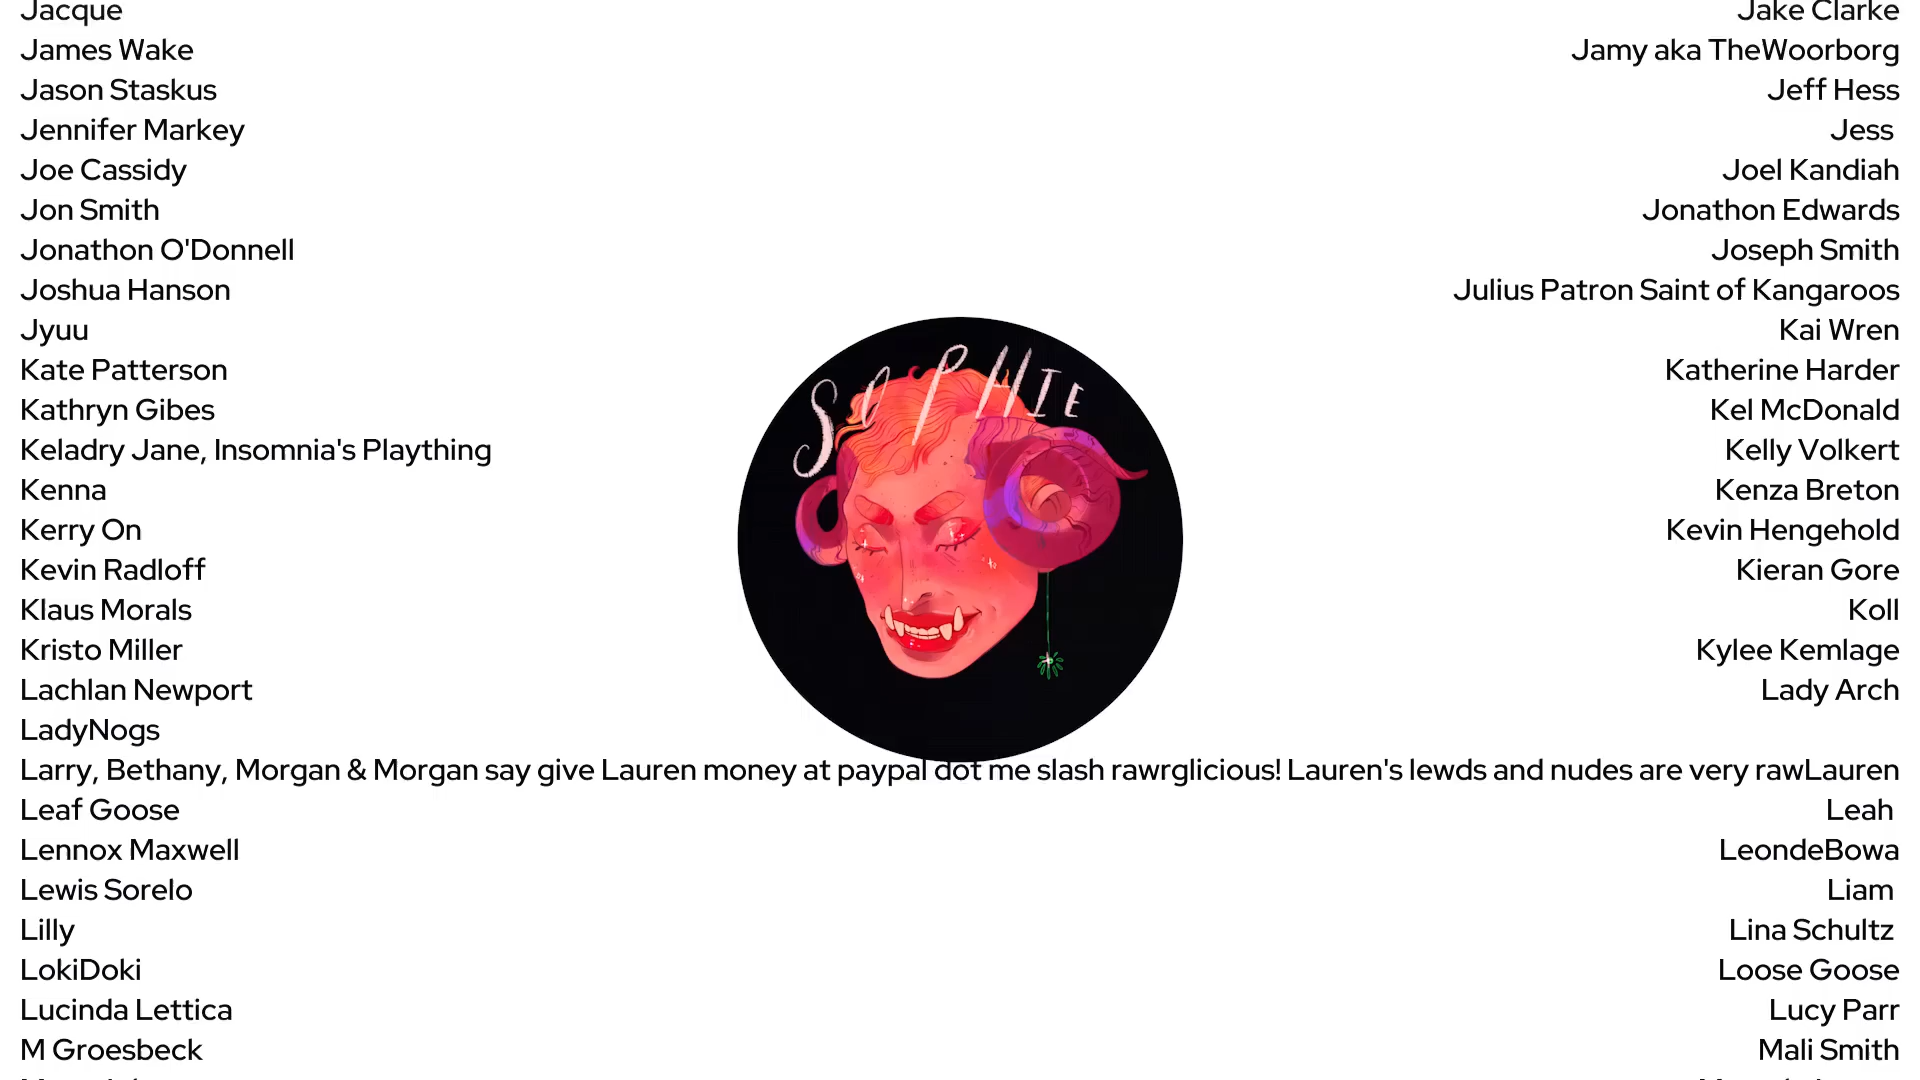 Jacque
Jake Clarke
James Wake
Jamy aka TheWoorborg
Jason Staskus
Jeff Hess
Jennifer Markey
Jess
Joe Cassidy
Joel Kandiah
Jon Smith
Jonathon Edwards
Jonathon O'Donnell
Joseph Smith
Joshua Hanson
Julius Patron Saint of Kangaroos
Jyuu
Kai Wren
SOPHIE
Kate Patterson
Katherine Harder
Kathryn Gibes
Kel McDonald
Keladry Jane, Insomnia's Plaything
Kelly Volkert
Kenna
Kenza Breton
Kerry On
Kevin Hengehold
Kevin Radloff
Kieran Gore
Klaus Morals
Koll
Kristo Miller
Kylee Kemlage
Lachlan Newport
Lady Arch
LadyNogs
Larry, Bethany, Morgan & Morgan say give Lauren money at paypal dot me slash rawrglicious! Lauren's lewds and nudes are very rawLauren
Leaf Goose
Leah
Lennox Maxwell
LeondeBowa
Lewis Sorelo
Liam
Lilly
Lina Schultz
LokiDoki
Loose Goose
Lucinda Lettica
Lucy Parr
M Groesbeck
Mali Smith